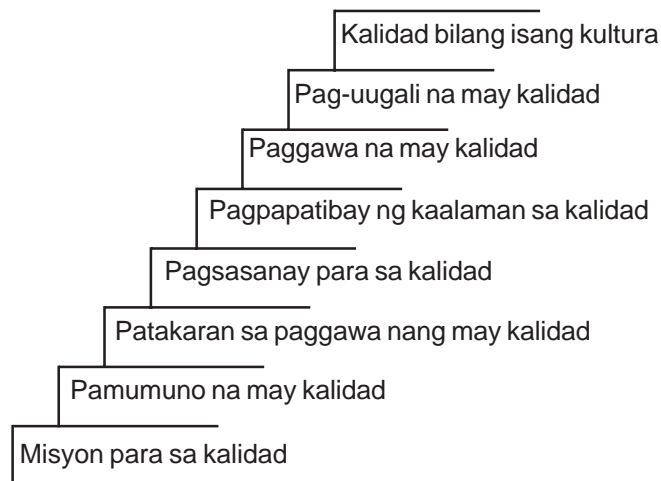 Kalidad bilang isang kultura
Pag-uugali na may kalidad
Paggawa na may kalidad
Pagpapatibay ng kaalaman sa kalidad
Pagsasanay para sa kalidad
Patakaran sa paggawa nang may kalidad
Pamumuno na may kalidad
Misyon para sa kalidad